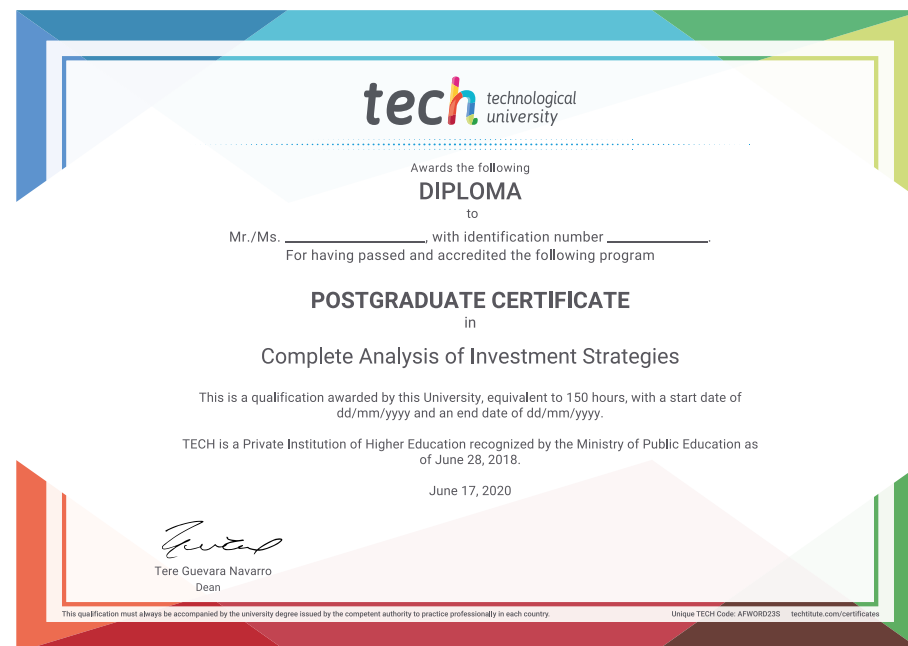 tech technological
university
Awards the following
DIPLOMA
to
Mr./Ms. ____________, with identification number ____________.
For having passed and accredited the following program
POSTGRADUATE CERTIFICATE
in
Complete Analysis of Investment Strategies
This is a qualification awarded by this University, equivalent to 150 hours, with a start date of
dd/mm/yyyy and an end date of dd/mm/yyyy.
TECH is a Private Institution of Higher Education recognized by the Ministry of Public Education as
of June 28, 2018.
June 17, 2020
Tere Guevara Navarro
Dean
This qualification must always be accompanied by the university degree issued by the competent authority to practice professionally in each country.
Unique TECH Code: AFWORD23S techtitute.com/certificates